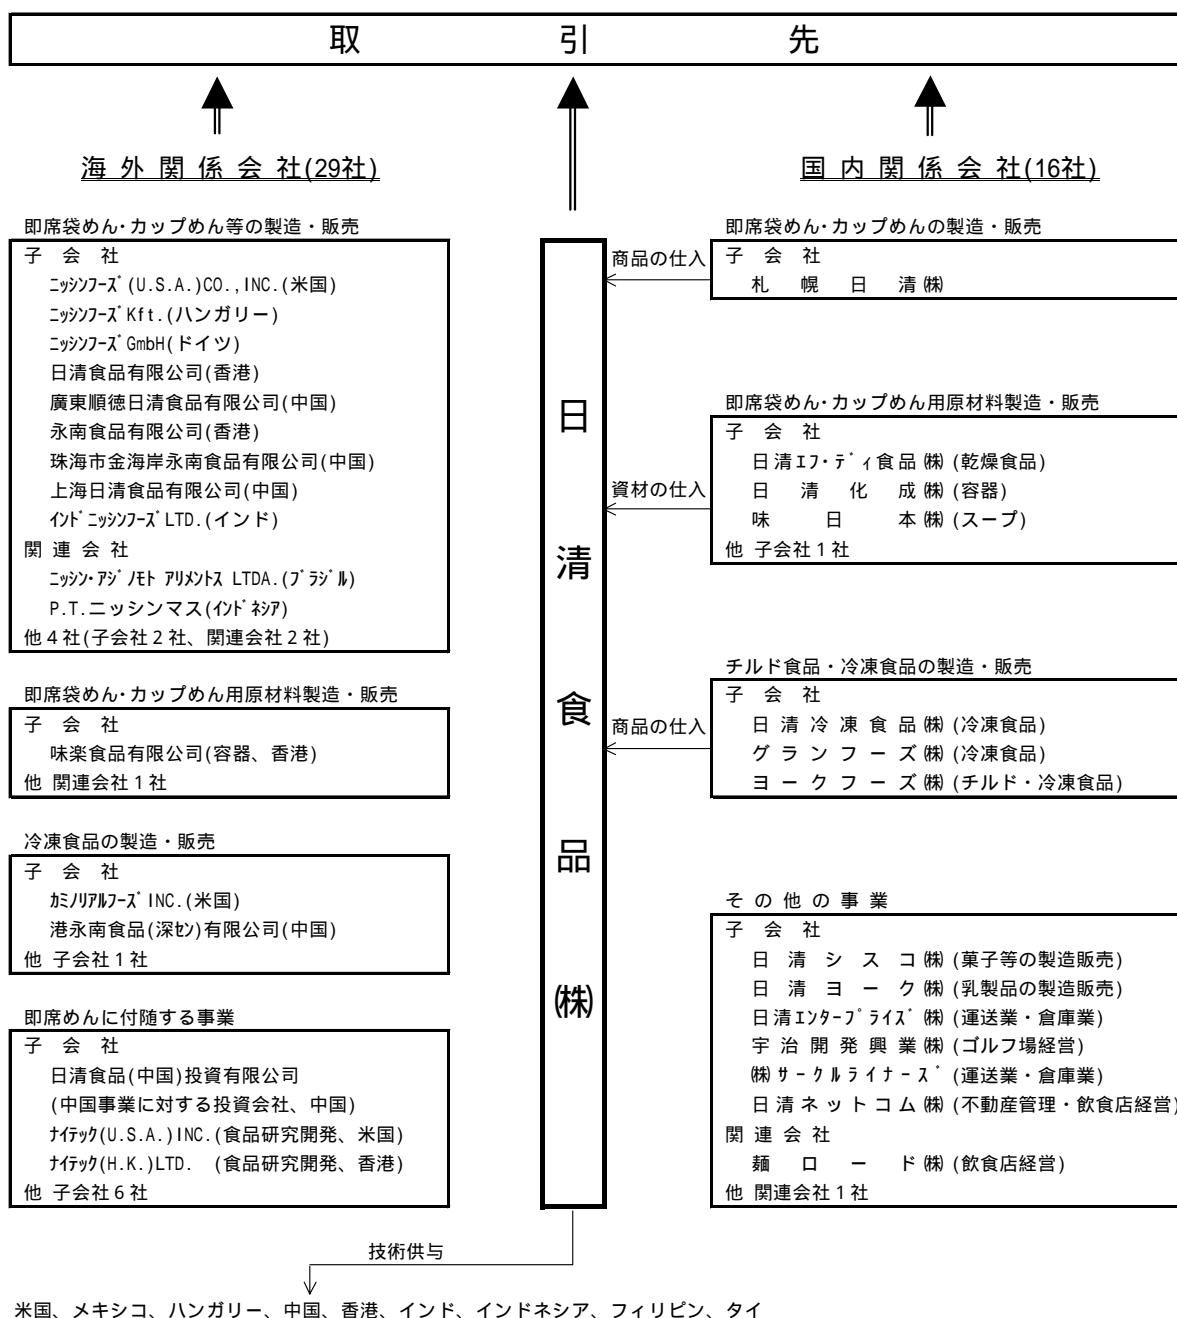 取引先
海外関係会社(29社)
即席袋めん・カップめん等の製造・販売
子会社
ﾆｯｼﾝﾌｰｽﾞ(U.S.A.)CO.,INC.(米国)
ﾆｯｼﾝﾌｰｽﾞKft.(ハンガリー)
ﾆｯｼﾝﾌｰｽﾞGmbH(ドイツ)
日清食品有限公司(香港)
廣東順徳日清食品有限公司(中国)
永南食品有限公司(香港)
珠海市金海岸永南食品有限公司(中国)
上海日清食品有限公司(中国)
ｲﾝﾄﾞﾆｯｼﾝﾌｰｽﾞLTD.(インド)
関連会社
ﾆｯｼﾝ・ｱｼﾞﾉﾓﾄ ｱﾘﾒﾝﾄｽ LTDA.(ﾌﾞﾗｼﾞﾙ)
P.T.ニッシンマス(ｲﾝﾄﾞﾈｼｱ)
他4社(子会社2社、関連会社2社)
即席袋めん・カップめん用原材料製造・販売
子会社
味楽食品有限公司(容器、香港)
他 関連会社1社
冷凍食品の製造・販売
子会社
ｶﾐﾉﾘｱﾙﾌｰｽﾞINC.(米国)
港永南食品(深ｾﾝ)有限公司(中国)
他 子会社1社
即席めんに付随する事業
子会社
日清食品(中国)投資有限公司
(中国事業に対する投資会社、中国)
ﾅｲﾃｯｸ(U.S.A.)INC.(食品研究開発、米国)
ﾅｲﾃｯｸ(H.K.)LTD. (食品研究開発、香港)
他 子会社6社
日清食品㈱
商品の仕入
資材の仕入
商品の仕入
国内関係会社(16社)
即席袋めん・カップめんの製造・販売
子会社
札幌日清㈱
即席袋めん・カップめん用原材料製造・販売
子会社
日清ｴﾌ・ﾃﾞｨ食品㈱(乾燥食品)
日清化成㈱(容器)
味日本㈱(スープ)
他 子会社1社
チルド食品・冷凍食品の製造・販売
子会社
日清冷凍食品㈱(冷凍食品)
グランフーズ㈱(冷凍食品)
ヨークフーズ㈱(チルド・冷凍食品)
その他の事業
子会社
日清シスコ㈱(菓子等の製造販売)
日清ヨーク㈱(乳製品の製造販売)
日清ｴﾝﾀｰﾌﾟﾗｲｽﾞ㈱(運送業・倉庫業)
宇治開発興業㈱(ゴルフ場経営)
㈱ｻｰｸﾙﾗｲﾅｰｽﾞ(運送業・倉庫業)
日清ネットコム㈱(不動産管理・飲食店経営)
関連会社
麺ロード㈱(飲食店経営)
他 関連会社1社
技術供与
米国、メキシコ、ハンガリー、中国、香港、インド、インドネシア、フィリピン、タイ